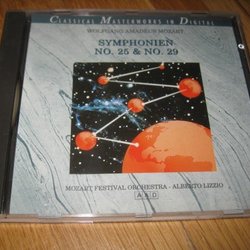 CLASSICAL MASTERWORKS IN DIGITAL
WOLFGANG AMADEUS MOZART
SYMPHONIEN
NO. 25 & NO. 29
MOZART FESTIVAL ORCHESTRA - ALBERTO LIZZIO